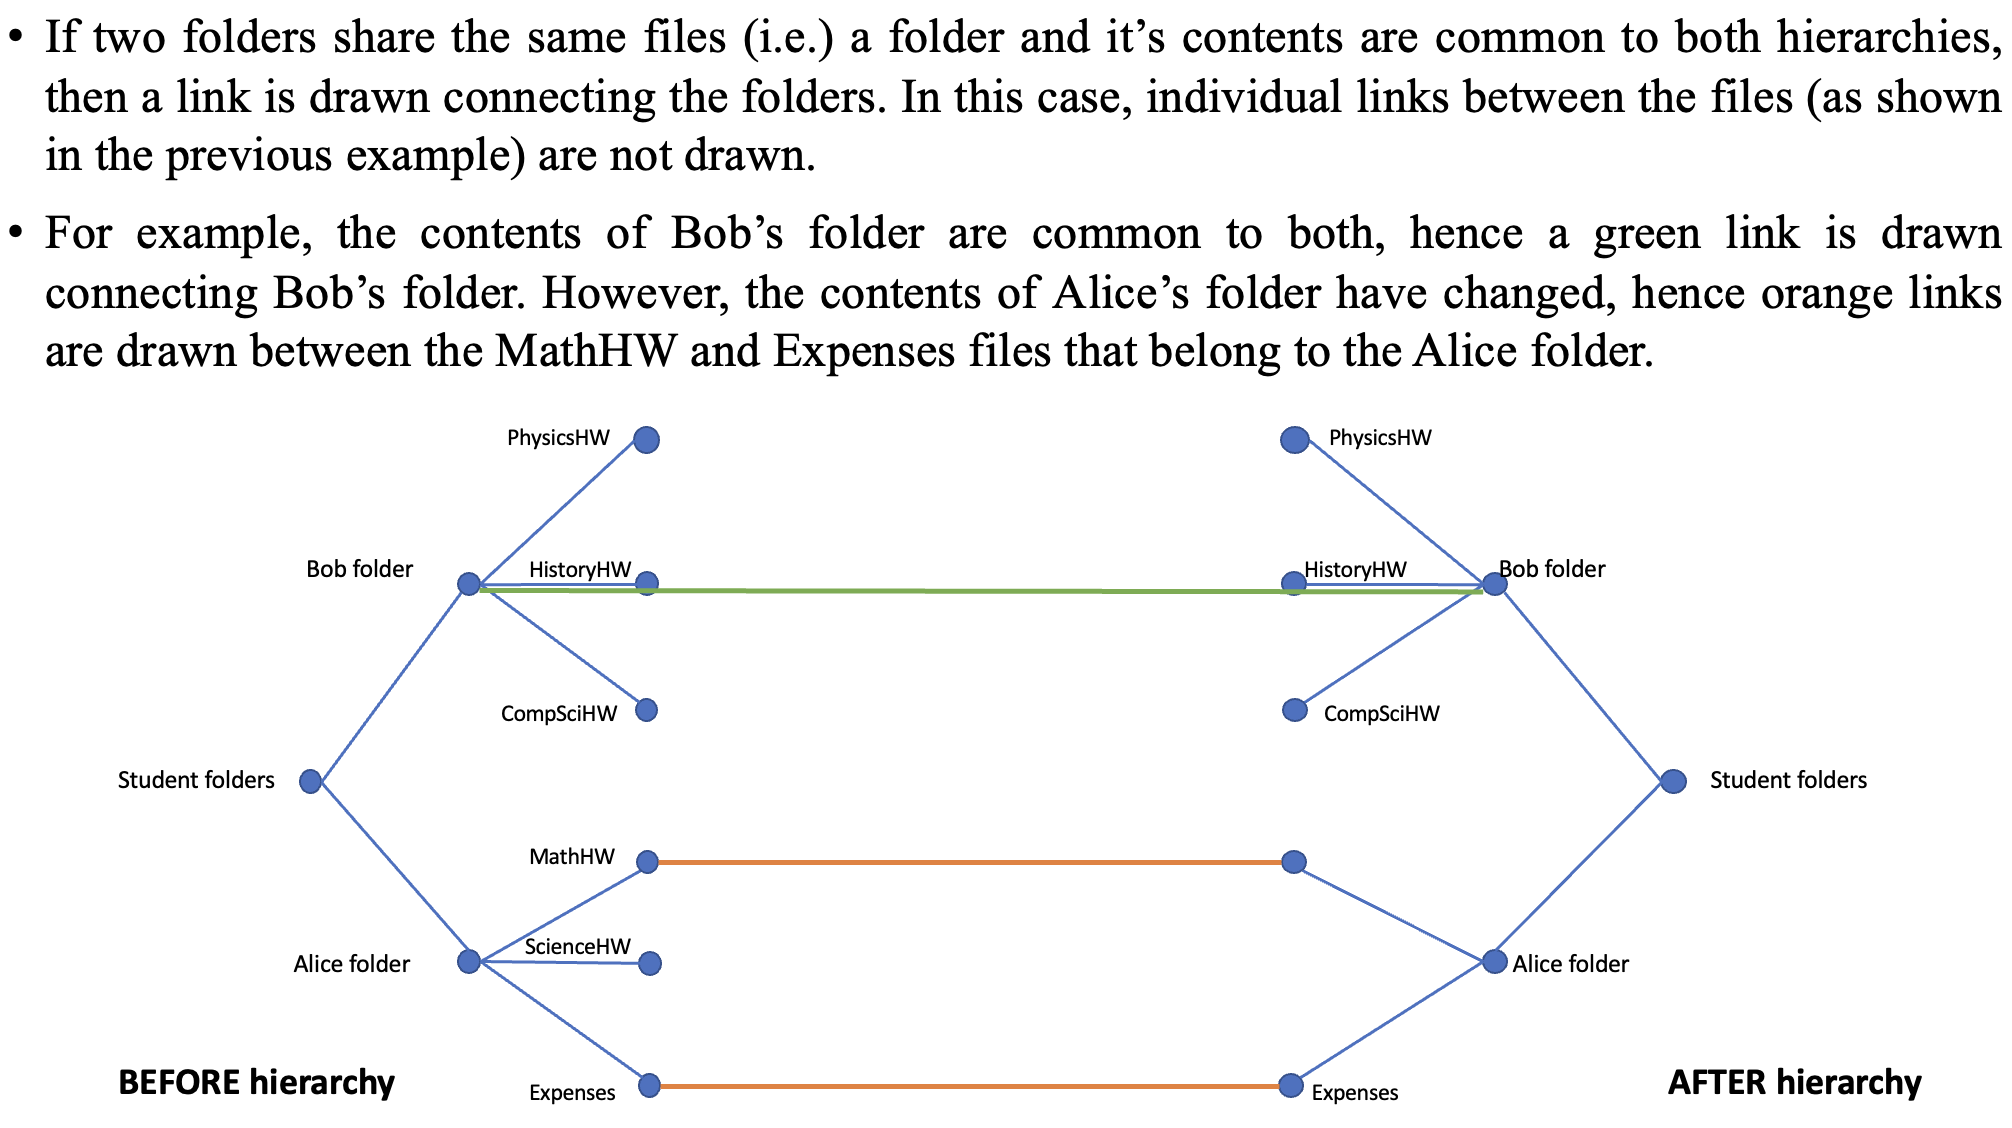 • If two folders share the same files (i.e.) a folder and it’s contents are common to both hierarchies,
then a link is drawn connecting the folders. In this case, individual links between the files (as shown
in the previous example) are not drawn.
• For example, the contents of Bob’s folder are common to both, hence a green link is drawn
connecting Bob’s folder. However, the contents of Alice’s folder have changed, hence orange links
are drawn between the MathHW and Expenses files that belong to the Alice folder.
PhysicsHW
PhysicsHW
Bob folder
HistoryHW
HistoryHW
Bob folder
CompSciHW
CompSciHW
Student folders
Student folders
MathHW
ScienceHW
Alice folder
Alice folder
BEFORE hierarchy
AFTER hierarchy
Expenses
Expenses